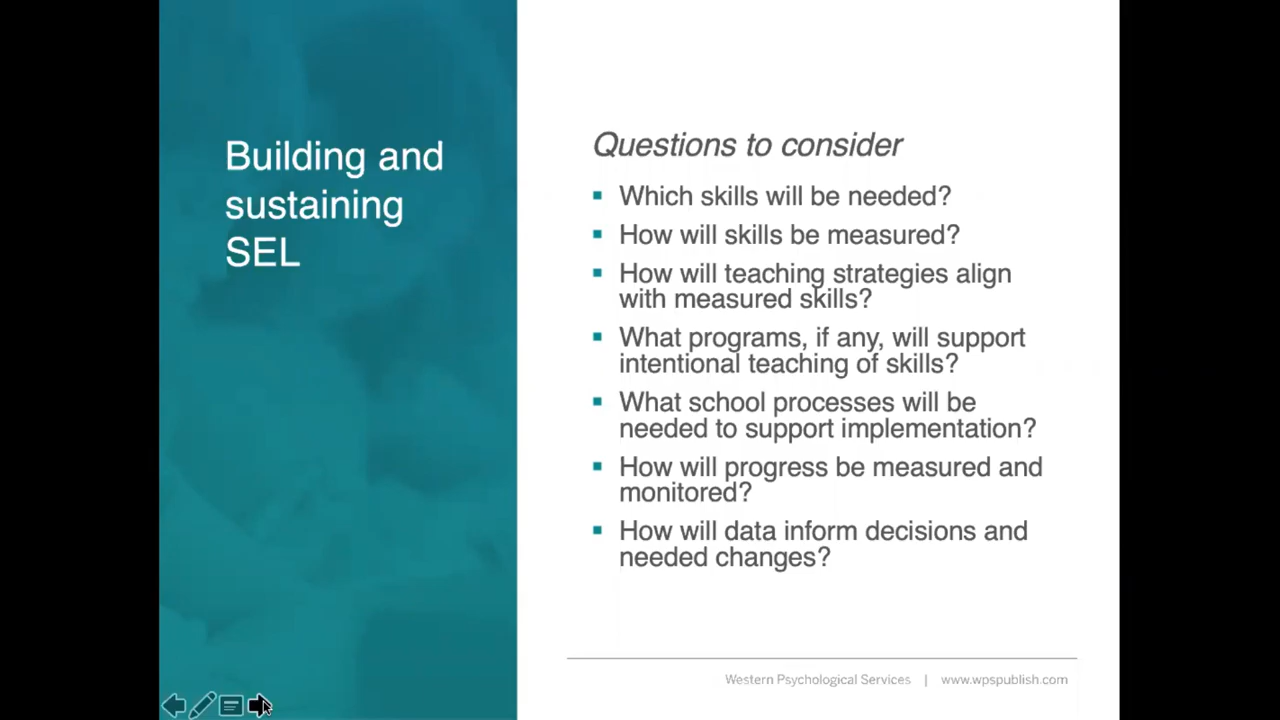 Building and
sustaining
SEL
Questions to consider
Which skills will be needed?
How will skills be measured?
How will teaching strategies align
with measured skills?
What programs, if any, will support
intentional teaching of skills?
What school processes will be
needed to support implementation?
How will progress be measured and
monitored?
How will data inform decisions and
needed changes?
Western Psychological Services | www.wpspublish.com